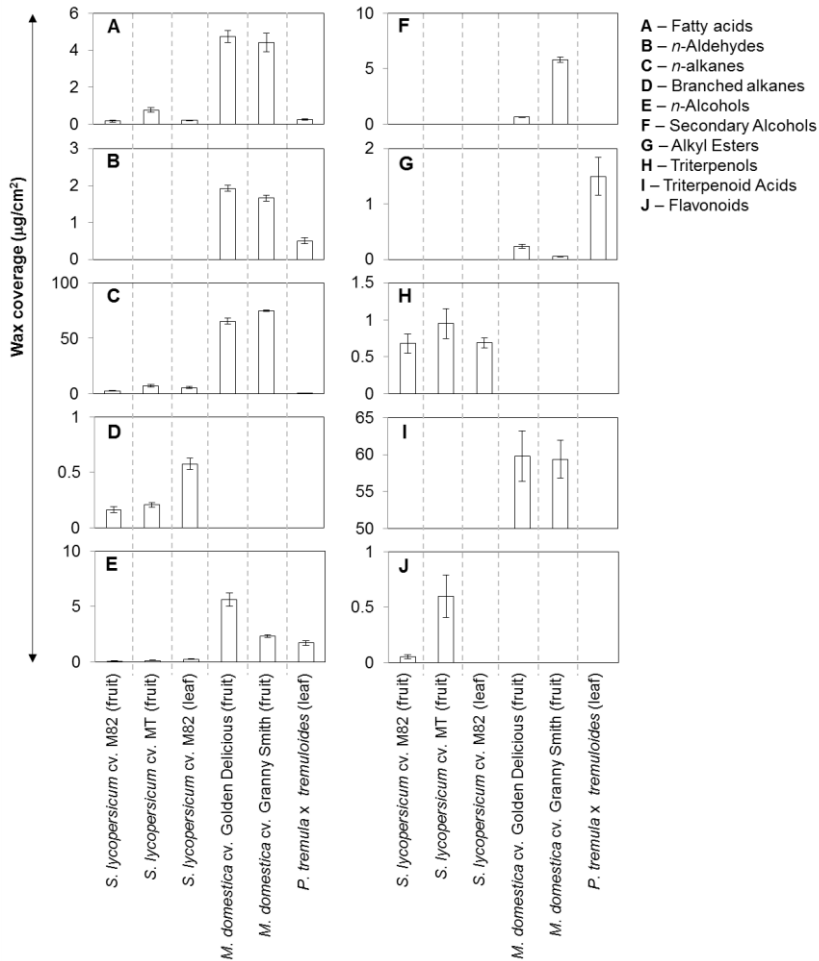 Wax coverage (µg/cm²)
A
6
4
2
0
B
3
2
1
0
C
100
50
0
D
1
0.5
0
E
10
5
0
S. lycopersicum cv. M82 (fruit)
S. lycopersicum cv. MT (fruit)
S. lycopersicum cv. M82 (leaf)
M. domestica cv. Golden Delicious (fruit)
M. domestica cv. Granny Smith (fruit)
P. tremula x tremuloides (leaf)
F
10
5
0
G
2
1
0
H
1.5
1
0.5
0
I
65
60
55
50
J
1
0.5
0
S. lycopersicum cv. M82 (fruit)
S. lycopersicum cv. MT (fruit)
S. lycopersicum cv. M82 (leaf)
M. domestica cv. Golden Delicious (fruit)
M. domestica cv. Granny Smith (fruit)
P. tremula x tremuloides (leaf)
A – Fatty acids
B – n-Aldehydes
C – n-alkanes
D – Branched alkanes
E – n-Alcohols
F – Secondary Alcohols
G – Alkyl Esters
H – Triterpenols
I – Triterpenoid Acids
J – Flavonoids